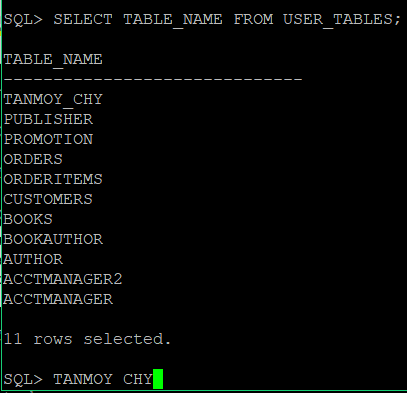 SQL> SELECT TABLE_NAME FROM USER_TABLES;
TABLE_NAME
------------------------------
TANMOY_CHY
PUBLISHER
PROMOTION
ORDERS
ORDERITEMS
CUSTOMERS
BOOKS
BOOKAUTHOR
AUTHOR
ACCTMANAGER2
ACCTMANAGER
11 rows selected.
SQL> TANMOY CHY